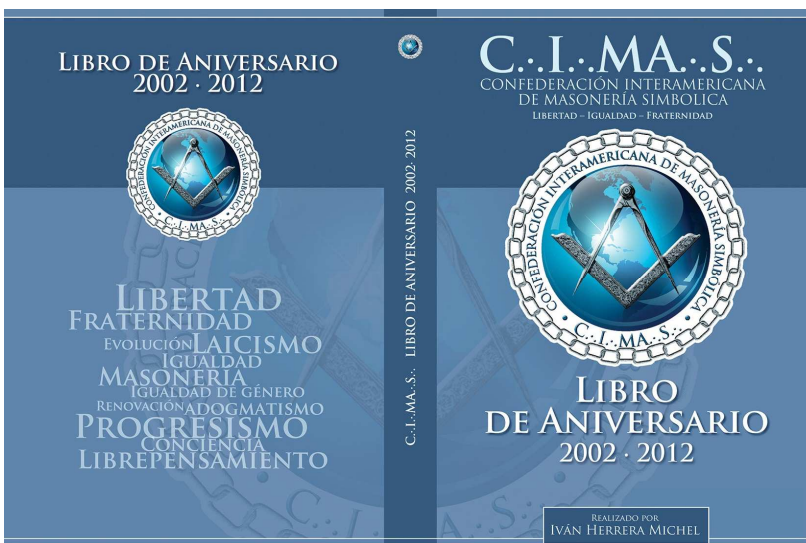 LIBRO DE ANIVERSARIO
2002 · 2012
CONFEDERACIÓN INTERAMERICANA DE MASONERÍA SIMBOLICA
· C.·.I.·.MA.·.S.·. ·
LIBERTAD
FRATERNIDAD
EVOLUCIÓN LAICISMO
IGUALDAD
MASONERÍA
IGUALDAD DE GÉNERO
RENOVACIÓN ADOGMATISMO
PROGRESISMO
CONCIENCIA
LIBREPENSAMIENTO
C.·.I.·.MA.·.S.·. LIBRO DE ANIVERSARIO 2002· 2012
C.·.I.·.MA.·.S.·.
CONFEDERACIÓN INTERAMERICANA
DE MASONERÍA SIMBOLICA
LIBERTAD – IGUALDAD – FRATERNIDAD
CONFEDERACIÓN INTERAMERICANA DE MASONERÍA SIMBOLICA
· C.·.I.·.MA.·.S.·. ·
LIBRO
DE ANIVERSARIO
2002 · 2012
REALIZADO POR
IVÁN HERRERA MICHEL